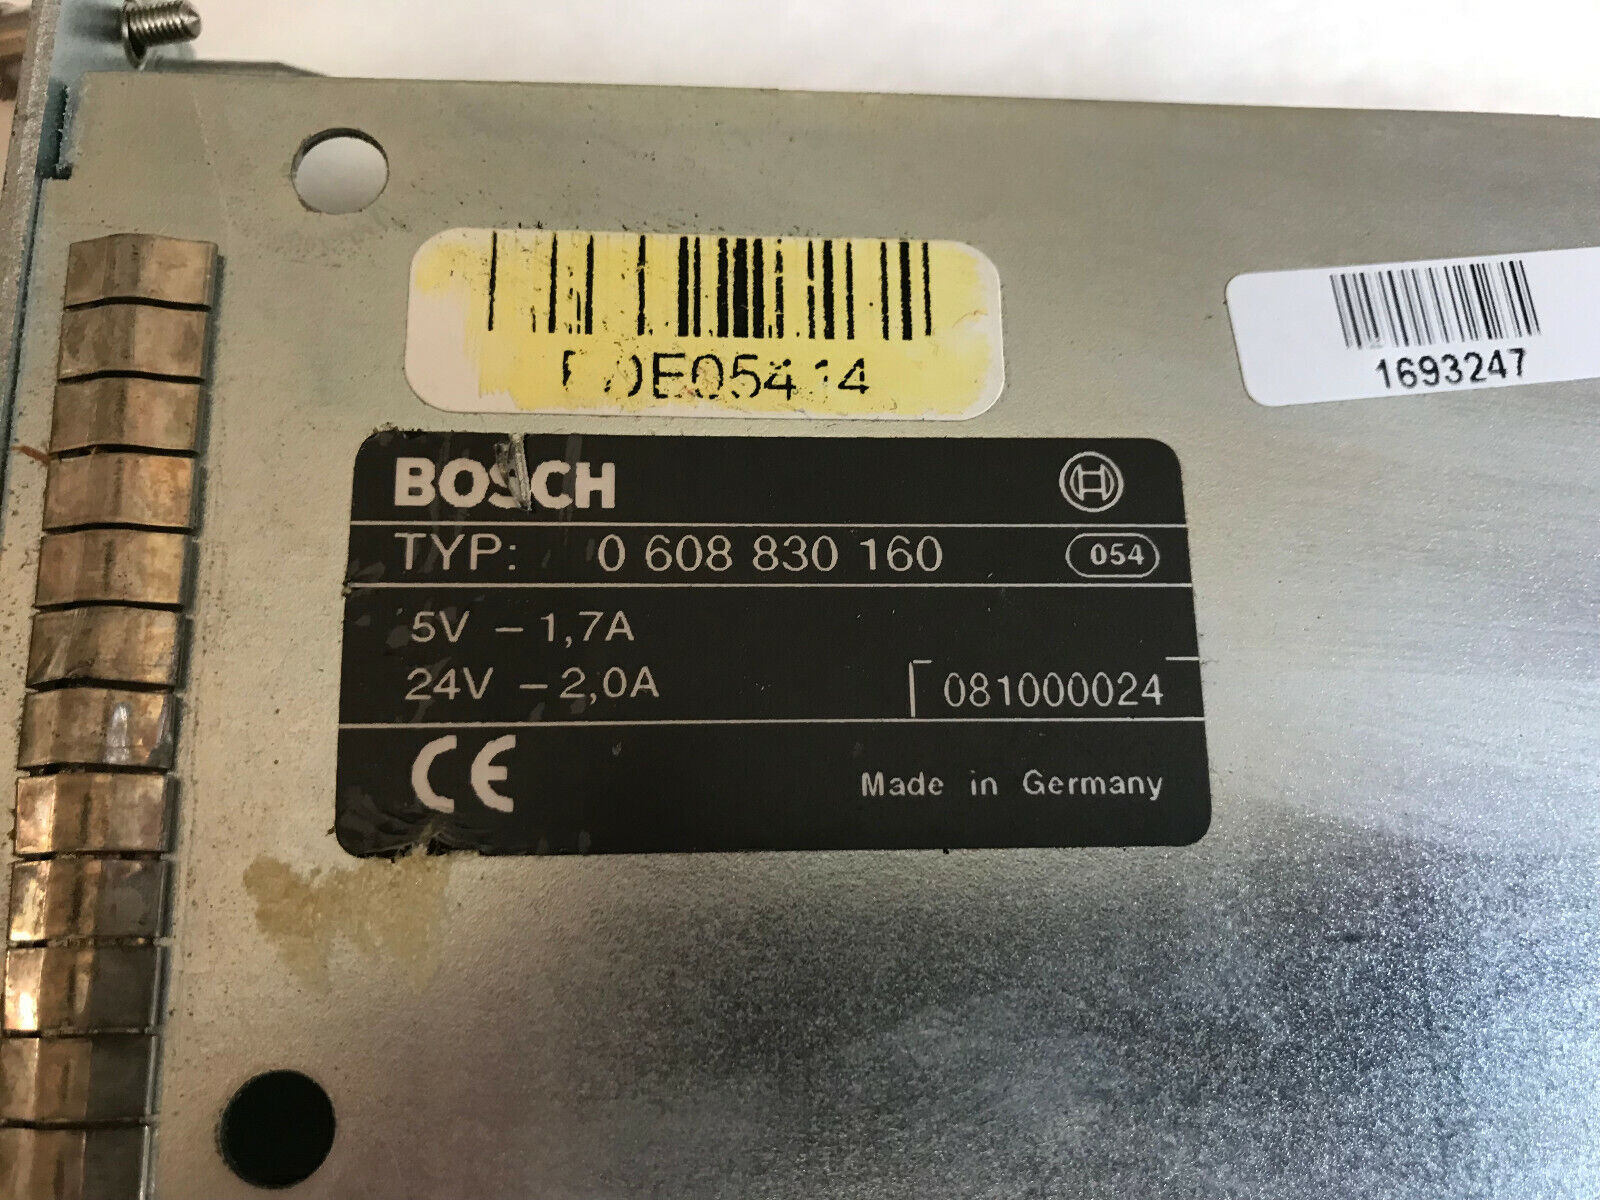 1693247
BOSCH
TYP: 0 608 830 160 054
5V – 1,7A
24V – 2,0A
081000024
CE
Made in Germany